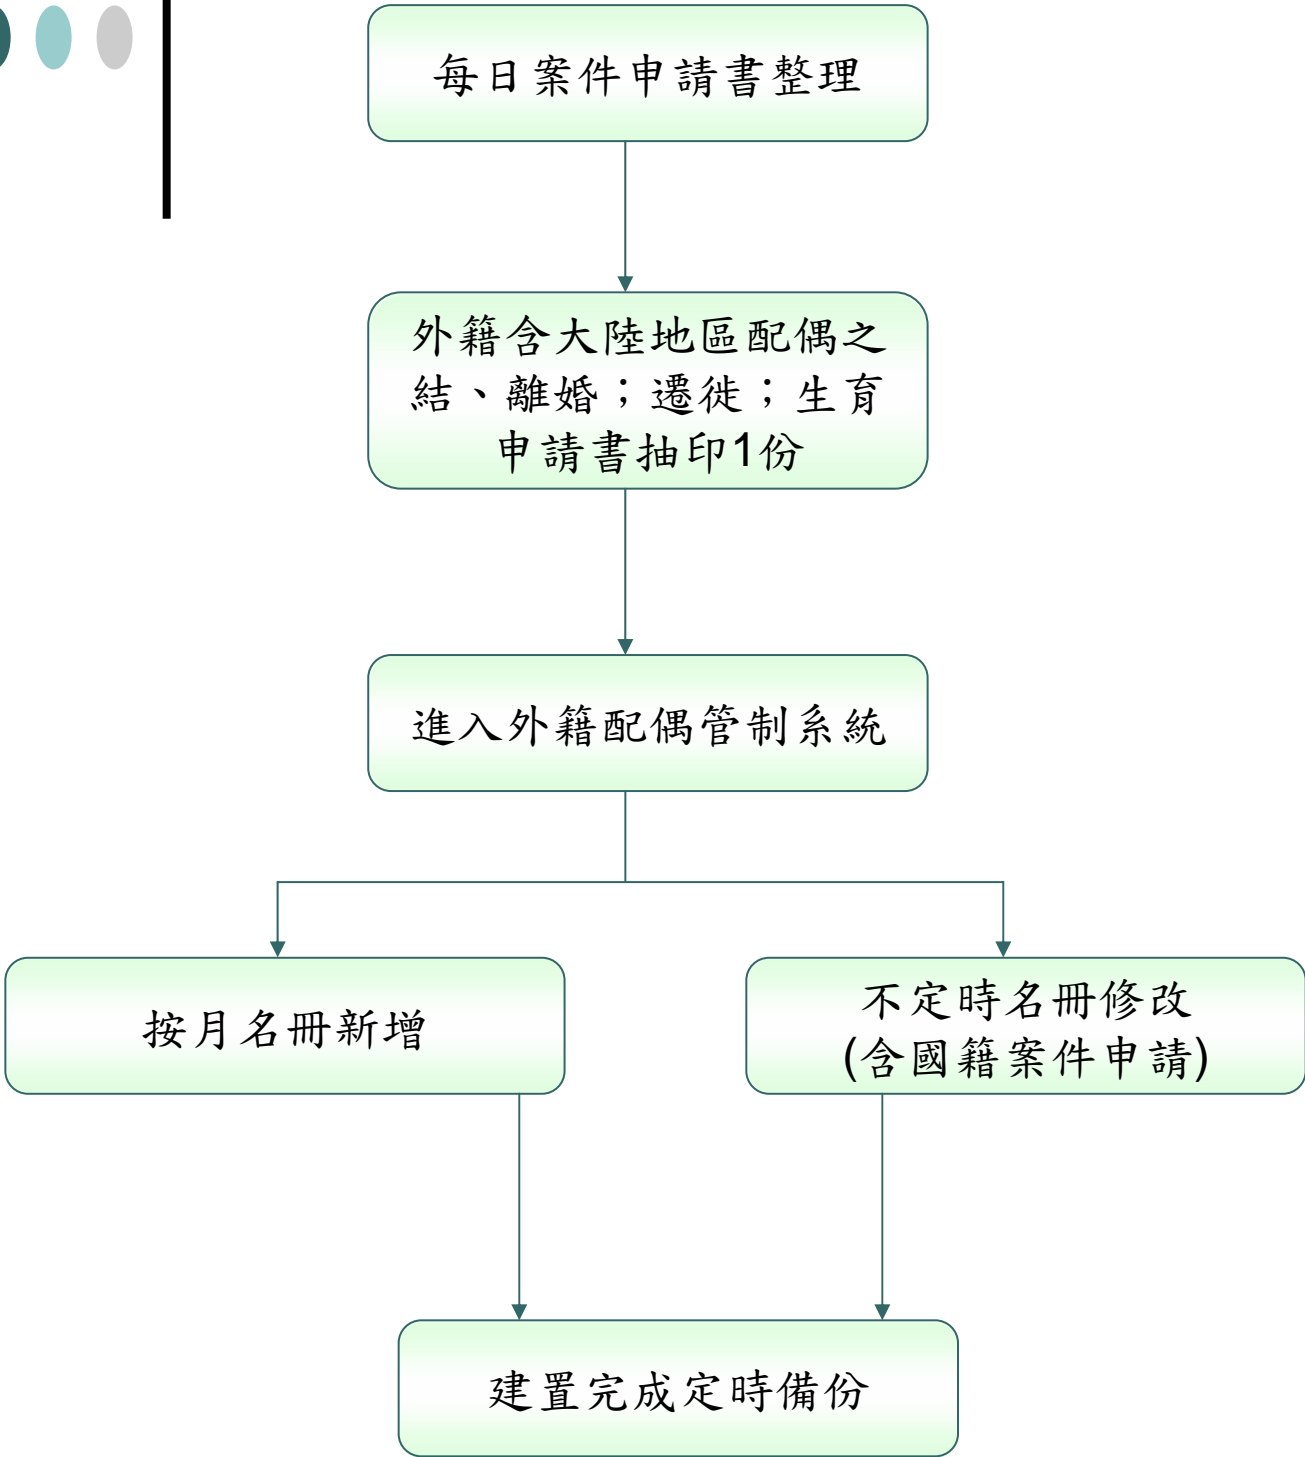 每日案件申請書整理
外籍含大陸地區配偶之
結、離婚；遷徙；生育
申請書抽印1份
進入外籍配偶管制系統
按月名冊新增
不定時名冊修改
(含國籍案件申請)
建置完成定時備份